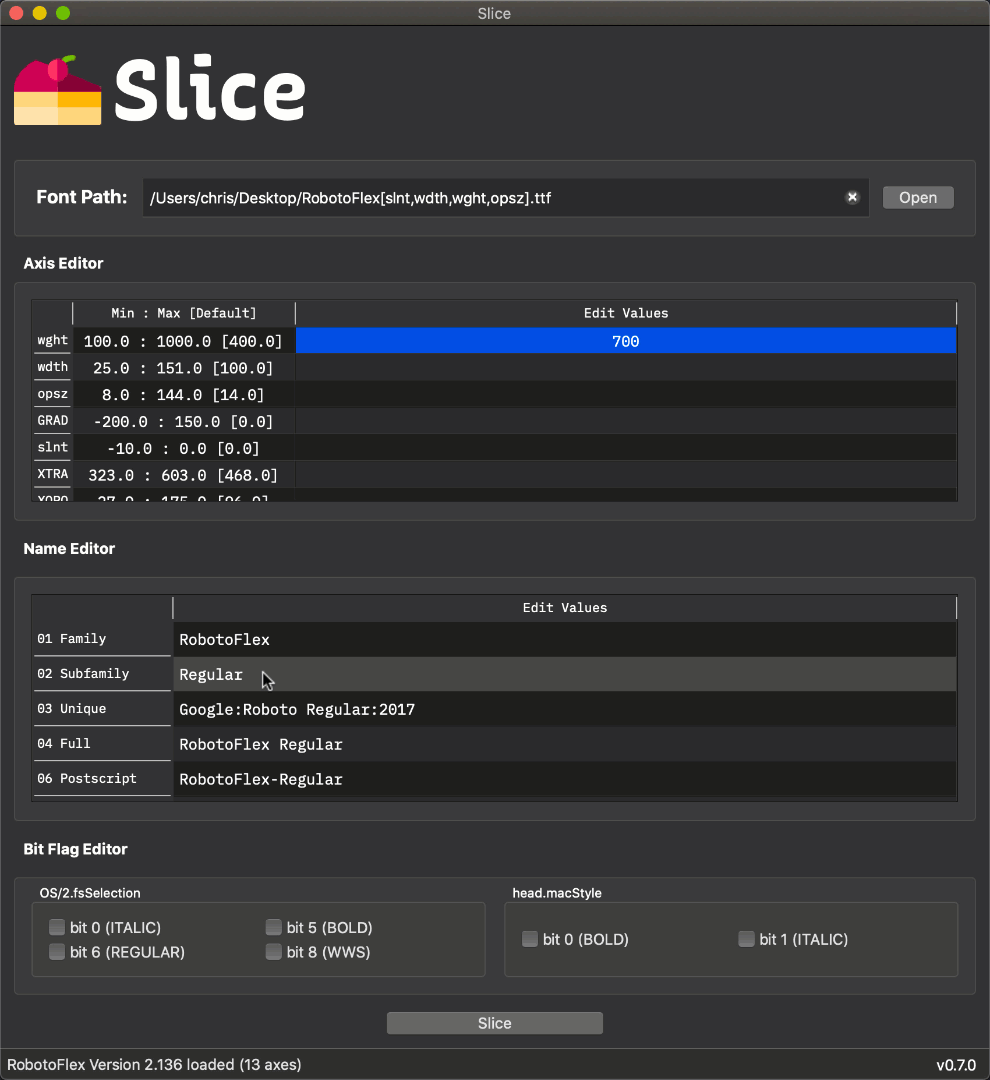 Slice
Slice
Font Path: /Users/chris/Desktop/RobotoFlex[slnt,wdth,wght,opsz].ttf Open
Axis Editor
Min : Max [Default] Edit Values
wght 100.0 : 1000.0 [400.0] 700
wdth 25.0 : 151.0 [100.0]
opsz 8.0 : 144.0 [14.0]
GRAD -200.0 : 150.0 [0.0]
slnt -10.0 : 0.0 [0.0]
XTRA 323.0 : 603.0 [468.0]
Name Editor
Edit Values
01 Family RobotoFlex
02 Subfamily Regular
03 Unique Google:Roboto Regular:2017
04 Full RobotoFlex Regular
06 Postscript RobotoFlex-Regular
Bit Flag Editor
OS/2.fsSelection head.macStyle
bit 0 (ITALIC) bit 5 (BOLD)
bit 6 (REGULAR) bit 8 (WWS)
bit 0 (BOLD) bit 1 (ITALIC)
Slice
RobotoFlex Version 2.136 loaded (13 axes) v0.7.0